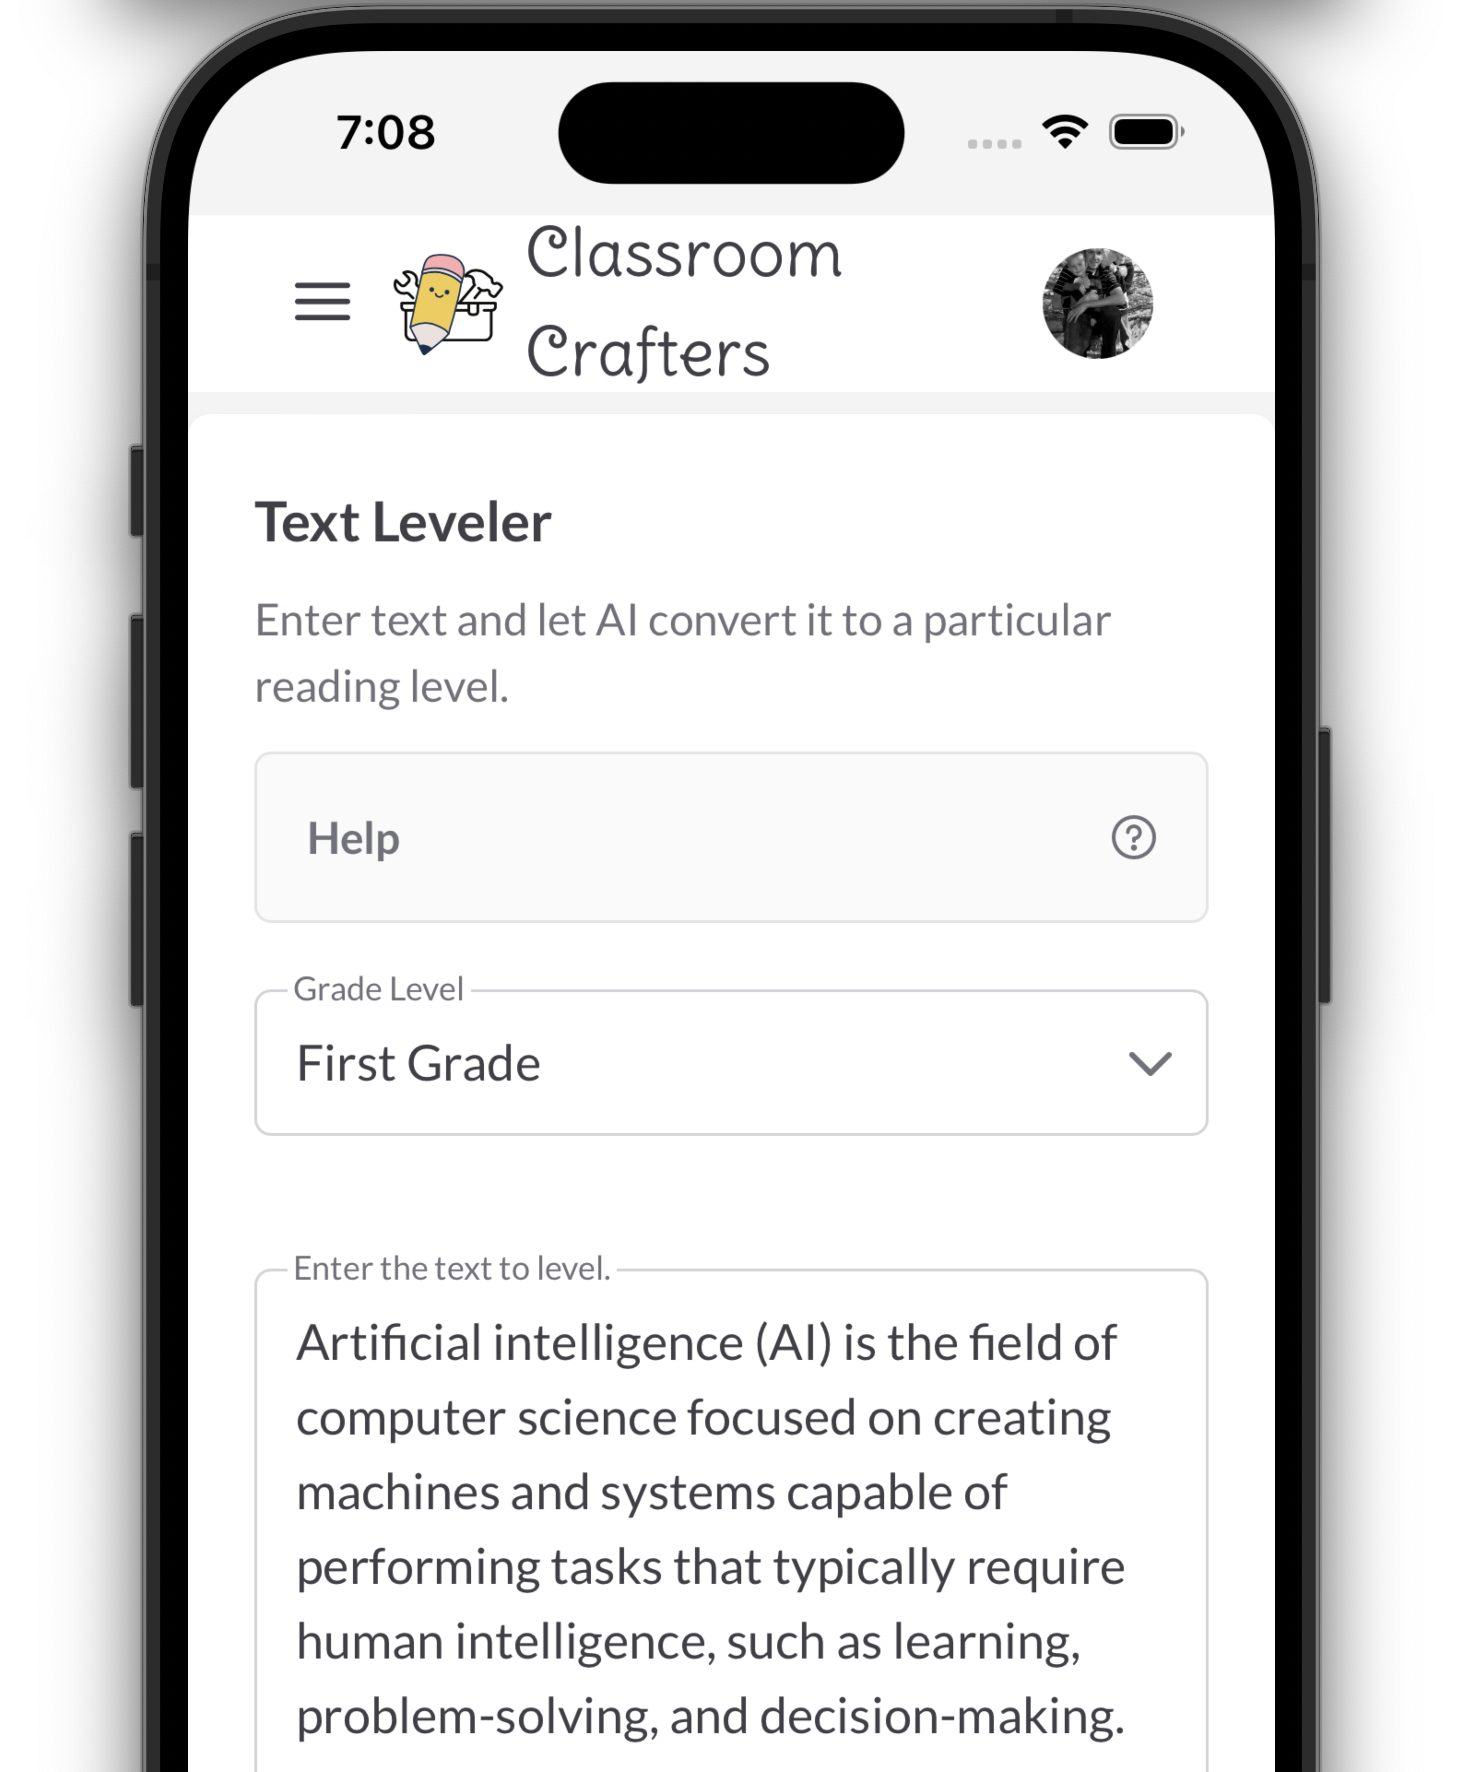 7:08
Classroom
Crafters
Text Leveler
Enter text and let AI convert it to a particular
reading level.
Help
Grade Level
First Grade
Enter the text to level.
Artificial intelligence (AI) is the field of
computer science focused on creating
machines and systems capable of
performing tasks that typically require
human intelligence, such as learning,
problem-solving, and decision-making.